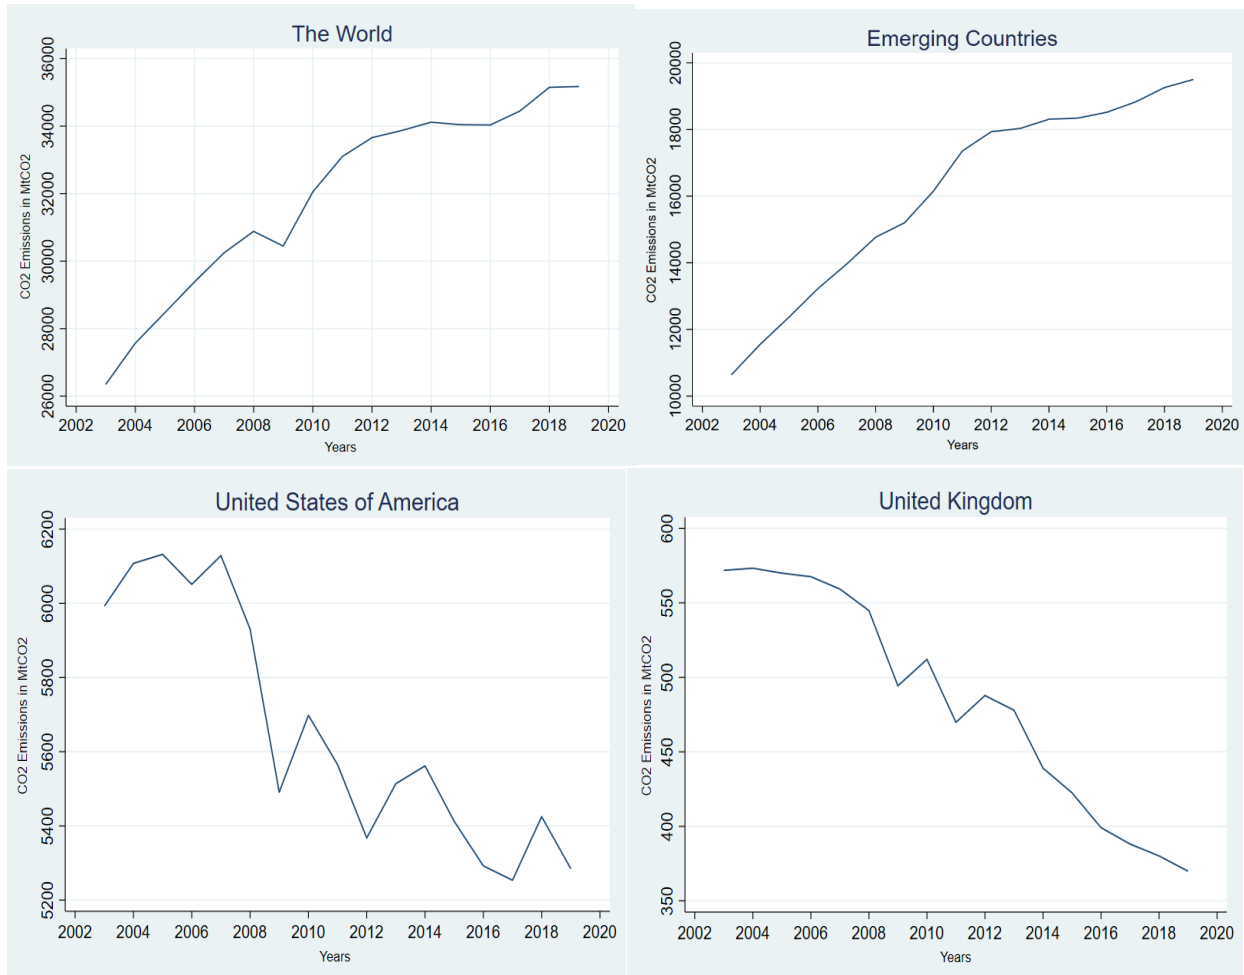 The World
CO2 Emissions in MtCO2
36000
34000
32000
30000
28000
26000
2002 2004 2006 2008 2010 2012 2014 2016 2018 2020
Years
Emerging Countries
CO2 Emissions in MtCO2
20000
18000
16000
14000
12000
10000
2002 2004 2006 2008 2010 2012 2014 2016 2018 2020
Years
United States of America
CO2 Emissions in MtCO2
6200
6000
5800
5600
5400
5200
2002 2004 2006 2008 2010 2012 2014 2016 2018 2020
Years
United Kingdom
CO2 Emissions in MtCO2
600
550
500
450
400
350
2002 2004 2006 2008 2010 2012 2014 2016 2018 2020
Years